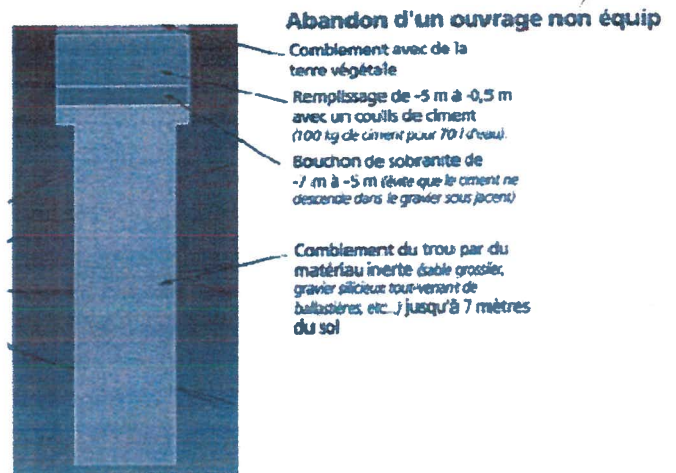 Abandon d'un ouvrage non équip
Comblement avec de la
terre végétale
Remplissage de -5 m à -0,5 m
avec un coulis de ciment
(100 kg de ciment pour 70 l d'eau).
Bouchon de sobranite de
-7 m à -5 m (évite que le ciment ne
descende dans le gravier sous jacent)
Comblement du trou par du
matériau inerte (sable grossier,
gravier silicieux tout-venant de
ballastières, etc...) jusqu'à 7 mètres
du sol